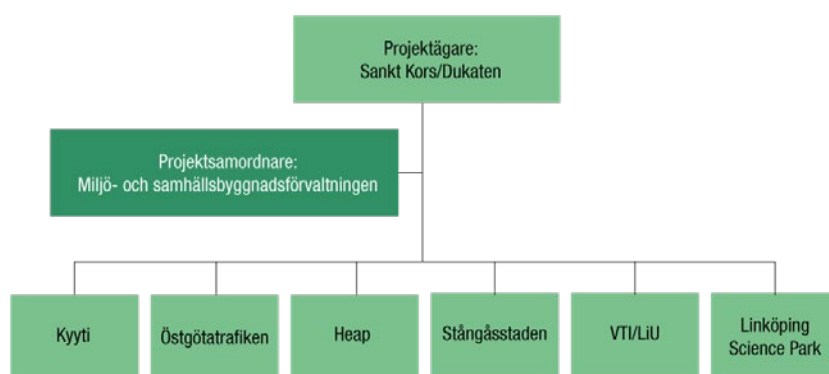 Projektägare:
Sankt Kors/Dukaten
Projektsamordnare:
Miljö- och samhällsbyggnadsförvaltningen
Kyyti
Östgötatrafiken
Heap
Stångåsstaden
VTI/LiU
Linköping
Science Park